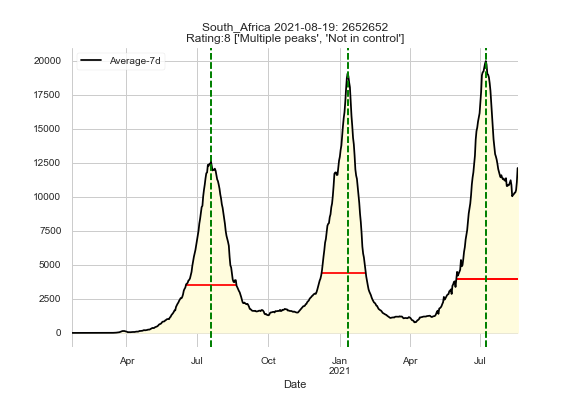 South_Africa 2021-08-19: 2652652
Rating:8 ['Multiple peaks', 'Not in control']
Average-7d
20000
17500
15000
12500
10000
7500
5000
2500
0
Apr Jul Oct Jan Apr Jul
2021
Date